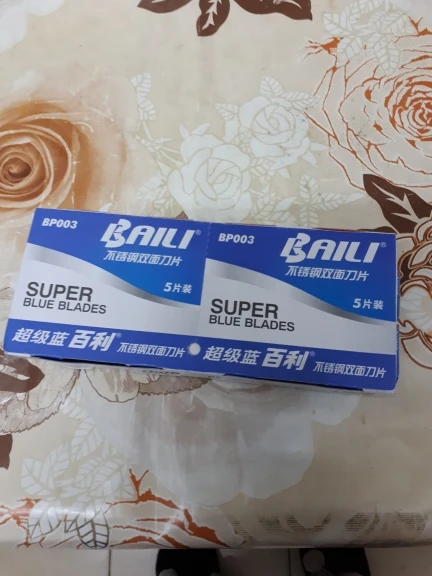 BP003
BAILI®
不锈钢双面刀片
5片装
SUPER
BLUE BLADES
超级蓝 百利® 不锈钢双面刀片
BP003
BAILI®
不锈钢双面刀片
5片装
SUPER
BLUE BLADES
超级蓝 百利® 不锈钢双面刀片